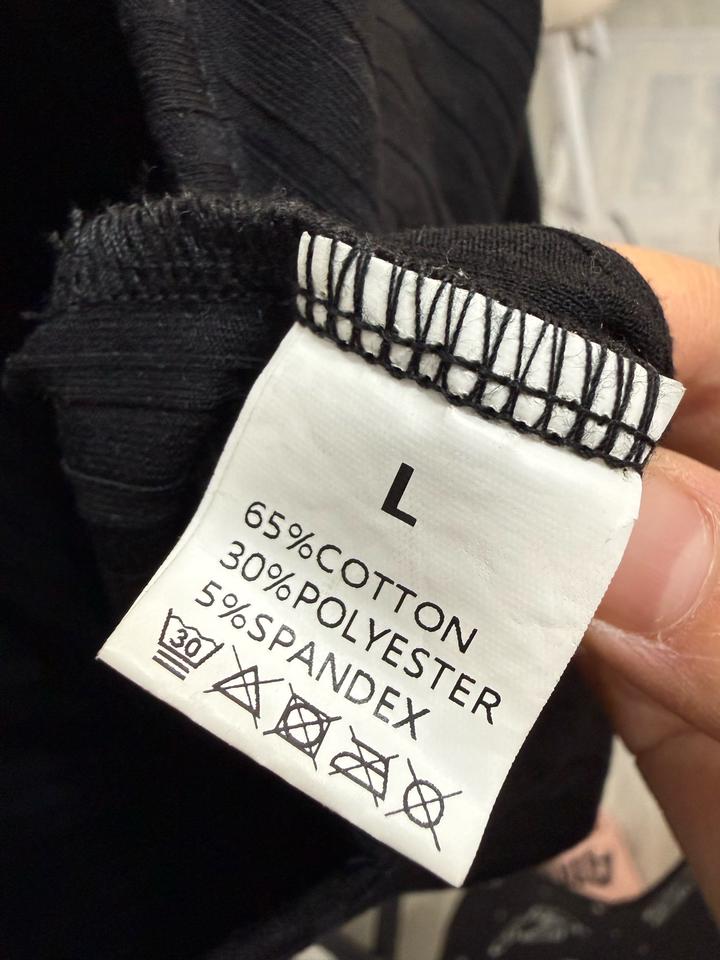 L
65%COTTON
30%POLYESTER
5%SPANDEX
30